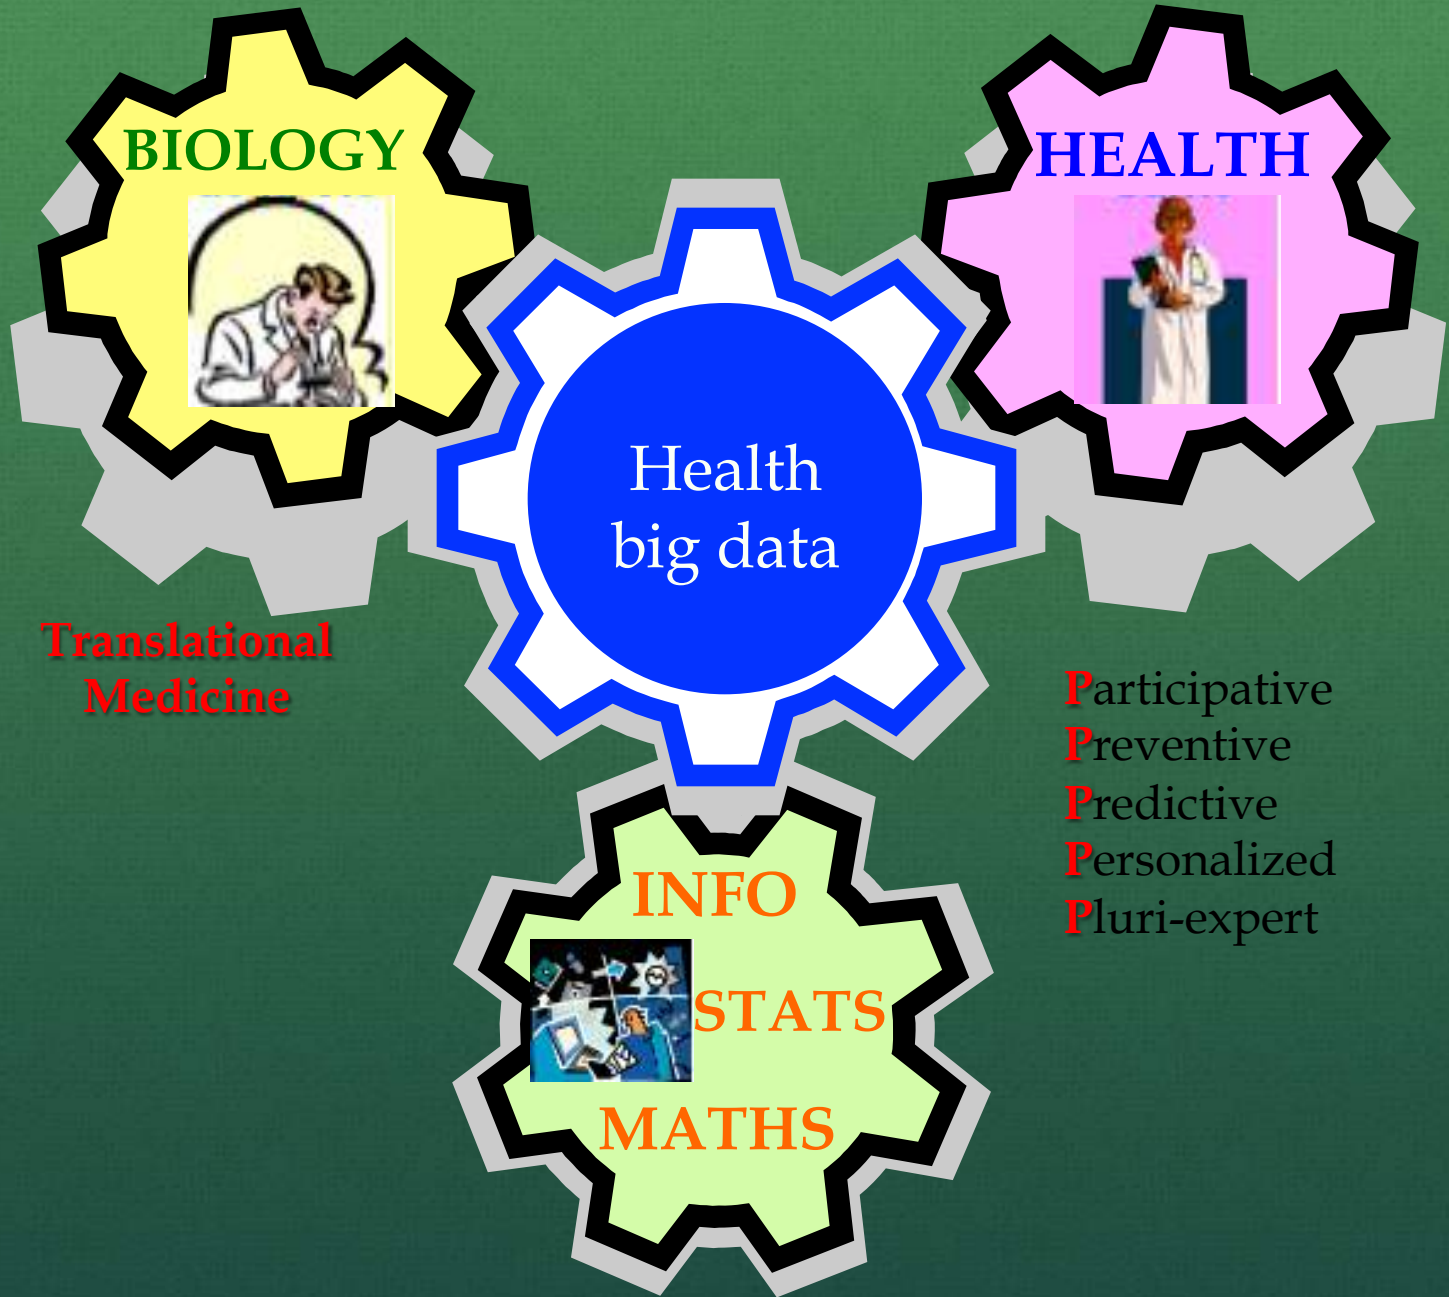 BIOLOGY
HEALTH
Health
big data
Translational
Medicine
Participative
Preventive
Predictive
Personalized
Pluri-expert
INFO
STATS
MATHS